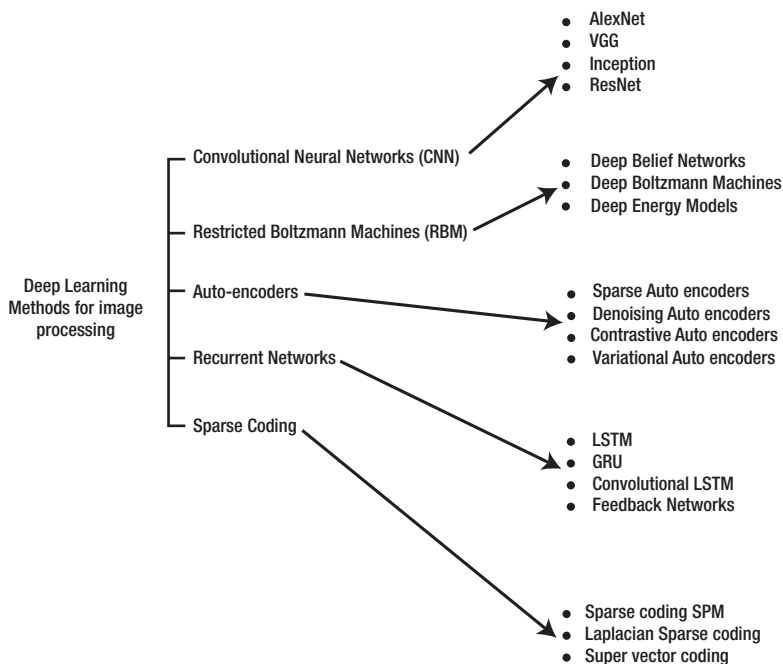 Deep Learning
Methods for image
processing
Convolutional Neural Networks (CNN)
Restricted Boltzmann Machines (RBM)
Auto-encoders
Recurrent Networks
Sparse Coding
• AlexNet
• VGG
• Inception
• ResNet
• Deep Belief Networks
• Deep Boltzmann Machines
• Deep Energy Models
• Sparse Auto encoders
• Denoising Auto encoders
• Contrastive Auto encoders
• Variational Auto encoders
• LSTM
• GRU
• Convolutional LSTM
• Feedback Networks
• Sparse coding SPM
• Laplacian Sparse coding
• Super vector coding